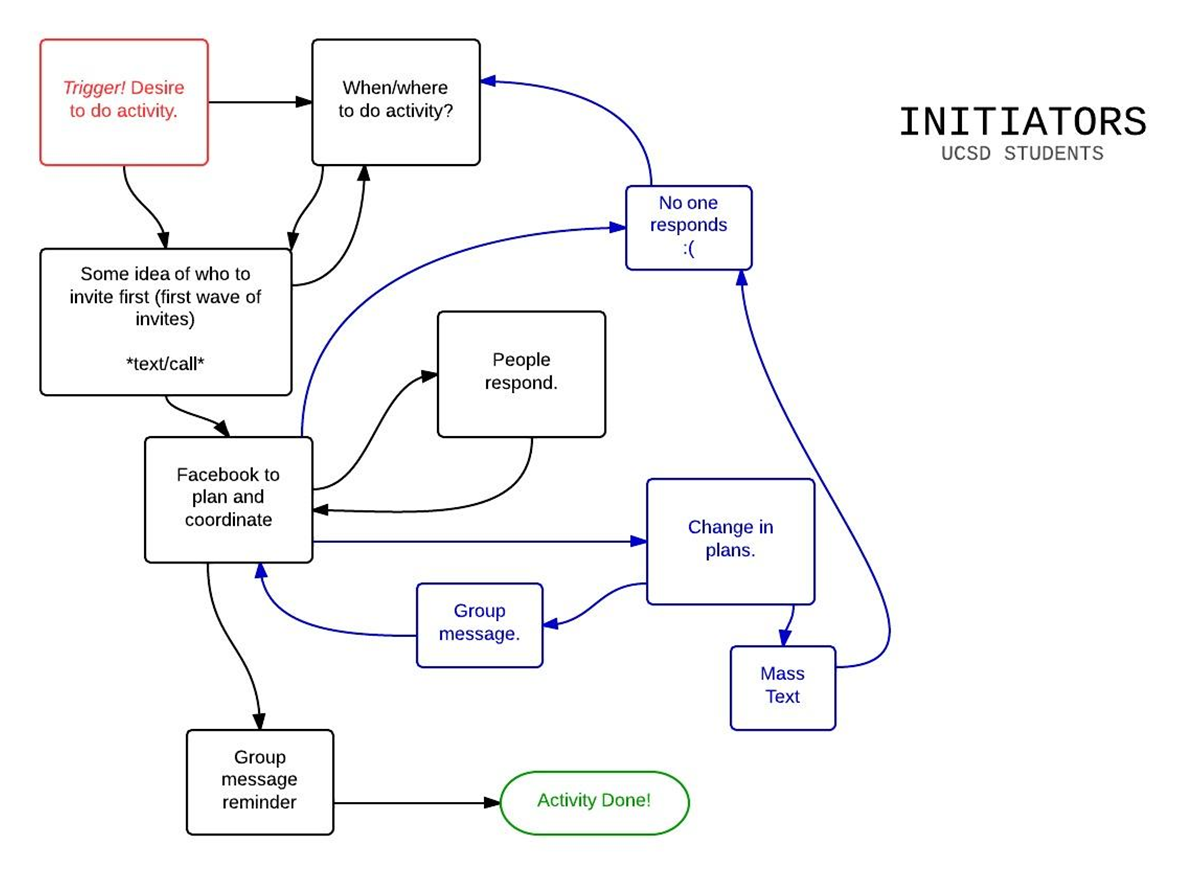 Trigger! Desire
to do activity.
When/where
to do activity?
INITIATORS
UCSD STUDENTS
No one
responds
:(
Some idea of who to
invite first (first wave of
invites)
*text/call*
People
respond.
Facebook to
plan and
coordinate
Change in
plans.
Group
message.
Mass
Text
Group
message
reminder
Activity Done!